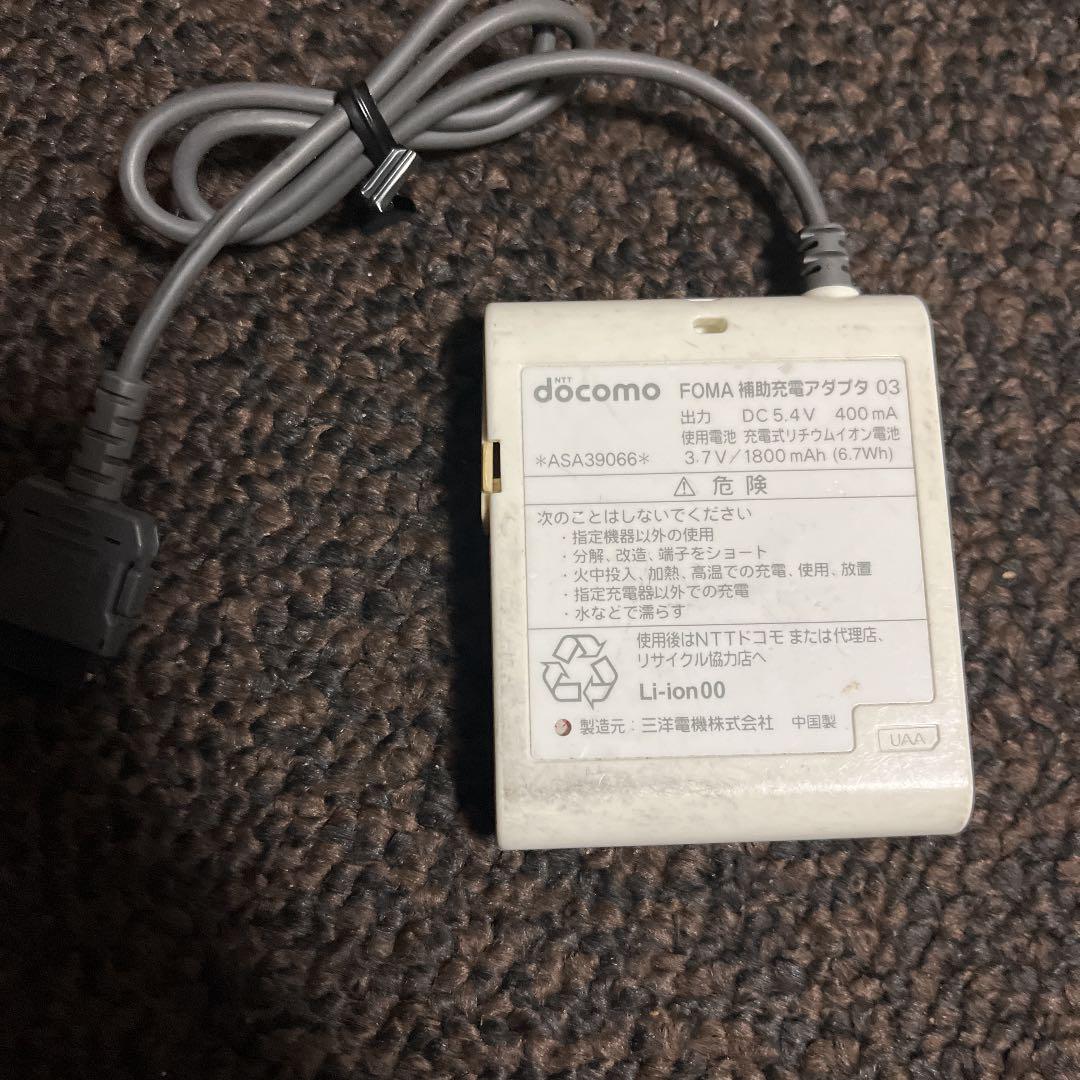 NTT
docomo FOMA 補助充電アダプタ 03
出力 DC 5.4V 400mA
使用電池 充電式リチウムイオン電池
*ASA39066* 3.7V/1800mAh (6.7Wh)
⚠ 危険
次のことはしないでください
・指定機器以外の使用
・分解、改造、端子をショート
・火中投入、加熱、高温での充電、使用、放置
・指定充電器以外での充電
・水などで濡らす
使用後はNTTドコモ または代理店、
リサイクル協力店へ
Li-ion00
製造元:三洋電機株式会社 中国製
UAA